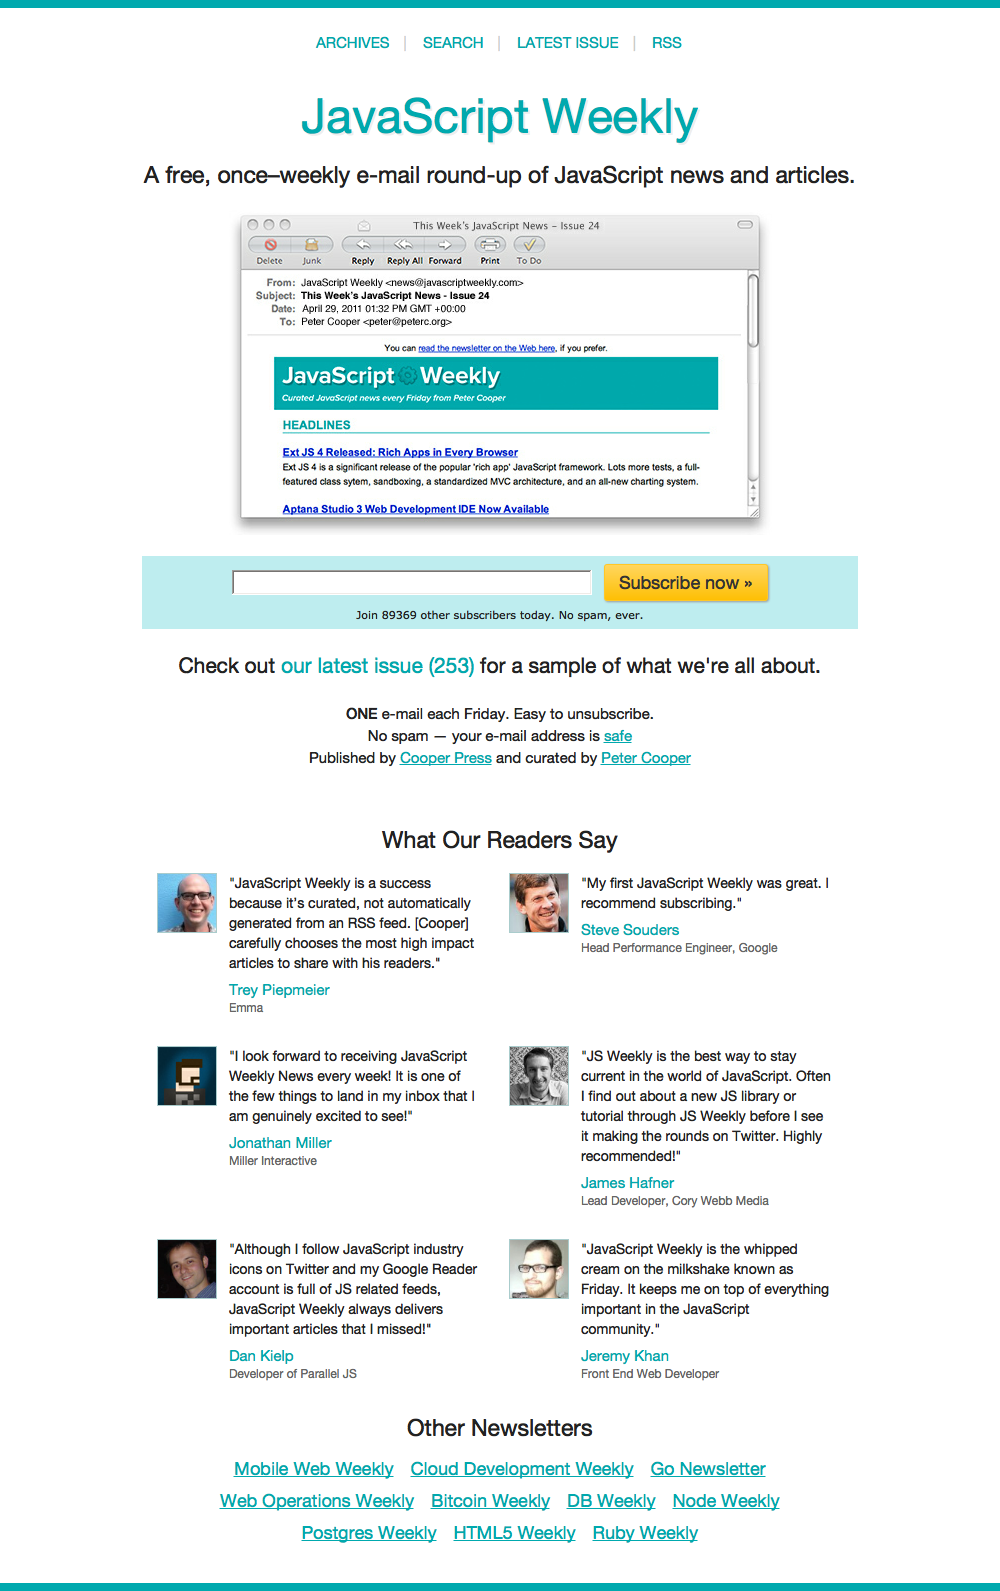 ARCHIVES | SEARCH | LATEST ISSUE | RSS
JavaScript Weekly
A free, once–weekly e-mail round-up of JavaScript news and articles.
This Week's JavaScript News – Issue 24
Delete Junk Reply Reply All Forward Print To Do
From: JavaScript Weekly <news@javascriptweekly.com>
Subject: This Week's JavaScript News - Issue 24
Date: April 29, 2011 01:32 PM GMT +00:00
To: Peter Cooper <peter@peterc.org>
You can read the newsletter on the Web here, if you prefer.
JavaScript Weekly
Curated JavaScript news every Friday from Peter Cooper
HEADLINES
Ext JS 4 Released: Rich Apps in Every Browser
Ext JS 4 is a significant release of the popular 'rich app' JavaScript framework. Lots more tests, a full-
featured class sytem, sandboxing, a standardized MVC architecture, and an all-new charting system.
Aptana Studio 3 Web Development IDE Now Available
Subscribe now »
Join 89369 other subscribers today. No spam, ever.
Check out our latest issue (253) for a sample of what we're all about.
ONE e-mail each Friday. Easy to unsubscribe.
No spam — your e-mail address is safe
Published by Cooper Press and curated by Peter Cooper
What Our Readers Say
"JavaScript Weekly is a success
because it's curated, not automatically
generated from an RSS feed. [Cooper]
carefully chooses the most high impact
articles to share with his readers."
Trey Piepmeier
Emma
"My first JavaScript Weekly was great. I
recommend subscribing."
Steve Souders
Head Performance Engineer, Google
"I look forward to receiving JavaScript
Weekly News every week! It is one of
the few things to land in my inbox that I
am genuinely excited to see!"
Jonathan Miller
Miller Interactive
"JS Weekly is the best way to stay
current in the world of JavaScript. Often
I find out about a new JS library or
tutorial through JS Weekly before I see
it making the rounds on Twitter. Highly
recommended!"
James Hafner
Lead Developer, Cory Webb Media
"Although I follow JavaScript industry
icons on Twitter and my Google Reader
account is full of JS related feeds,
JavaScript Weekly always delivers
important articles that I missed!"
Dan Kielp
Developer of Parallel JS
"JavaScript Weekly is the whipped
cream on the milkshake known as
Friday. It keeps me on top of everything
important in the JavaScript
community."
Jeremy Khan
Front End Web Developer
Other Newsletters
Mobile Web Weekly Cloud Development Weekly Go Newsletter
Web Operations Weekly Bitcoin Weekly DB Weekly Node Weekly
Postgres Weekly HTML5 Weekly Ruby Weekly